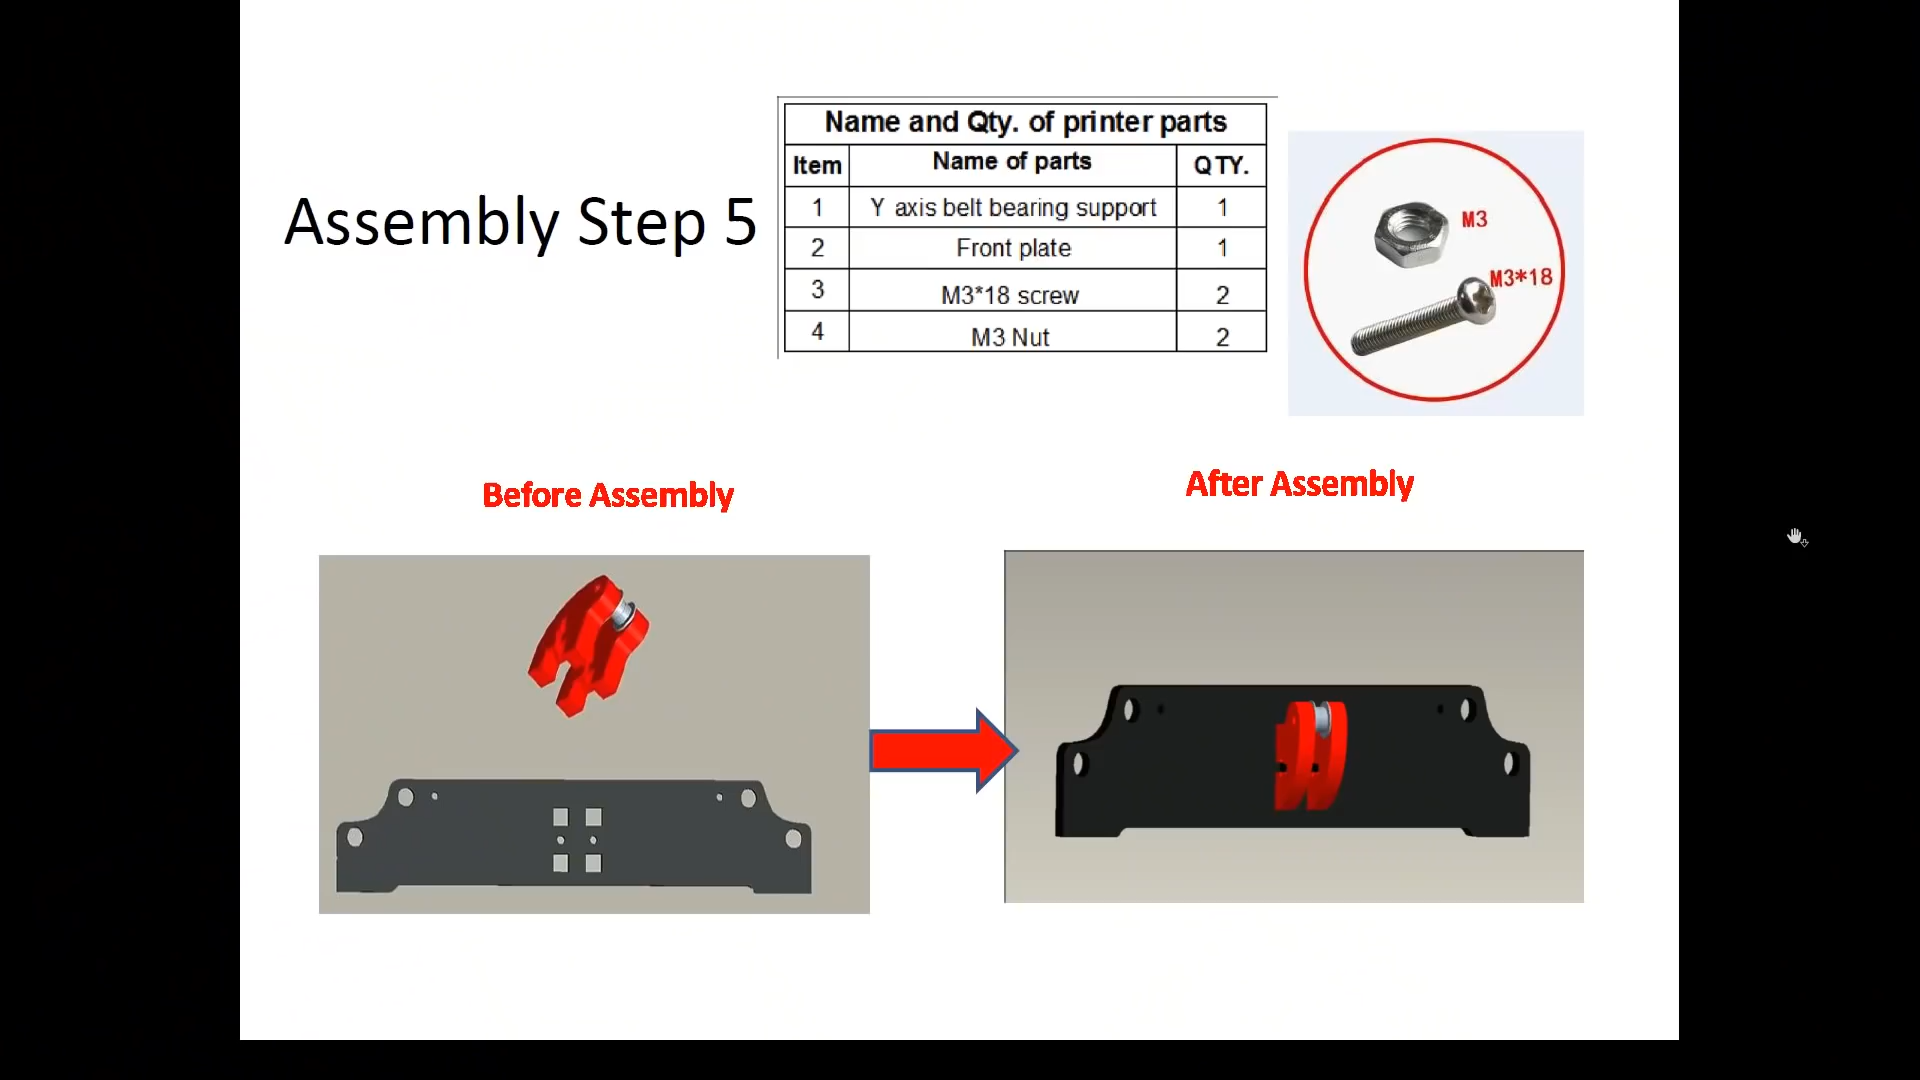 Assembly Step 5
Name and Qty. of printer parts
Item Name of parts QTY.
1 Y axis belt bearing support 1
2 Front plate 1
3 M3*18 screw 2
4 M3 Nut 2
M3
M3*18
Before Assembly
After Assembly